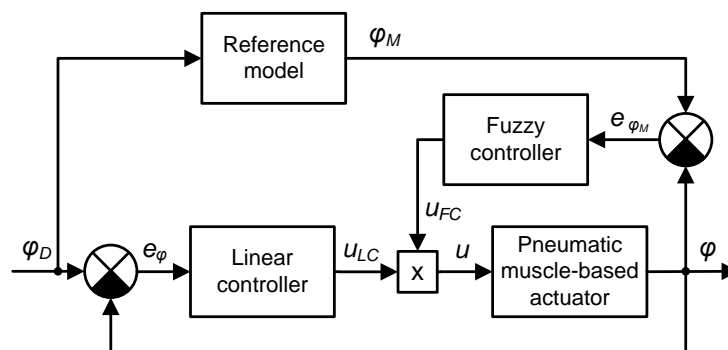 Reference
model
φM
Fuzzy
controller
eφM
uFC
φD
eφ
Linear
controller
uLC
x
u
Pneumatic
muscle-based
actuator
φ